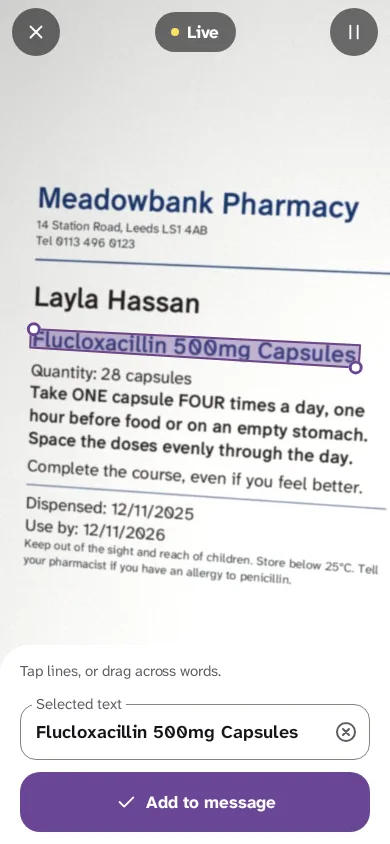 Live
Meadowbank Pharmacy
14 Station Road, Leeds LS1 4AB
Tel 0113 496 0123
Layla Hassan
Flucloxacillin 500mg Capsules
Quantity: 28 capsules
Take ONE capsule FOUR times a day, one
hour before food or on an empty stomach.
Space the doses evenly through the day.
Complete the course, even if you feel better.
Dispensed: 12/11/2025
Use by: 12/11/2026
Keep out of the sight and reach of children. Store below 25°C. Tell
your pharmacist if you have an allergy to penicillin.
Tap lines, or drag across words.
Selected text
Flucloxacillin 500mg Capsules
Add to message